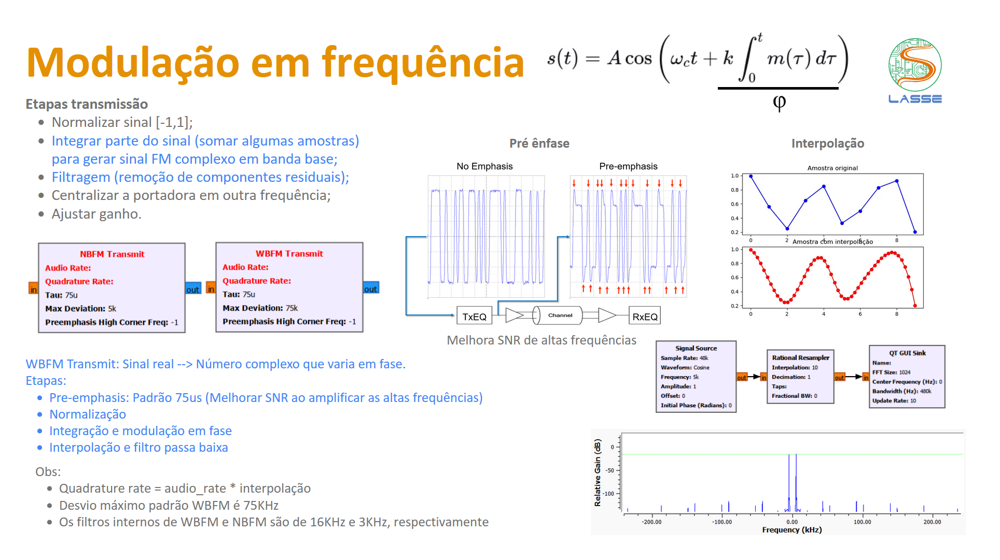 Modulação em frequência
s(t) = A cos ( ω_c t + k ∫_0^t m(τ) dτ )
φ
LASSE
Etapas transmissão
• Normalizar sinal [-1,1];
• Integrar parte do sinal (somar algumas amostras)
para gerar sinal FM complexo em banda base;
• Filtragem (remoção de componentes residuais);
• Centralizar a portadora em outra frequência;
• Ajustar ganho.
NBFM Transmit
Audio Rate:
Quadrature Rate:
Tau: 75u
Max Deviation: 5k
Preemphasis High Corner Freq: -1
in
out
WBFM Transmit
Audio Rate:
Quadrature Rate:
Tau: 75u
Max Deviation: 75k
Preemphasis High Corner Freq: -1
in
out
Pré ênfase
No Emphasis
Pre-emphasis
TxEQ
Channel
RxEQ
Melhora SNR de altas frequências
Interpolação
Amostra original
1.0
0.8
0.6
0.4
0.2
0 2 4 6 8
Amostra com interpolação
1.0
0.8
0.6
0.4
0.2
0 2 4 6 8
WBFM Transmit: Sinal real --> Número complexo que varia em fase.
Etapas:
• Pre-emphasis: Padrão 75us (Melhorar SNR ao amplificar as altas frequências)
• Normalização
• Integração e modulação em fase
• Interpolação e filtro passa baixa
Obs:
• Quadrature rate = audio_rate * interpolação
• Desvio máximo padrão WBFM é 75KHz
• Os filtros internos de WBFM e NBFM são de 16KHz e 3KHz, respectivamente
Signal Source
Sample Rate: 48k
Waveform: Cosine
Frequency: 5k
Amplitude: 1
Offset: 0
Initial Phase (Radians): 0
out
in
Rational Resampler
Interpolation: 10
Decimation: 1
Taps:
Fractional BW: 0
out
in
QT GUI Sink
Name:
FFT Size: 1024
Center Frequency (Hz): 0
Bandwidth (Hz): 480k
Update Rate: 10
Relative Gain (dB)
0
-50
-100
-200.00 -100.00 0.00 100.00 200.00
Frequency (kHz)